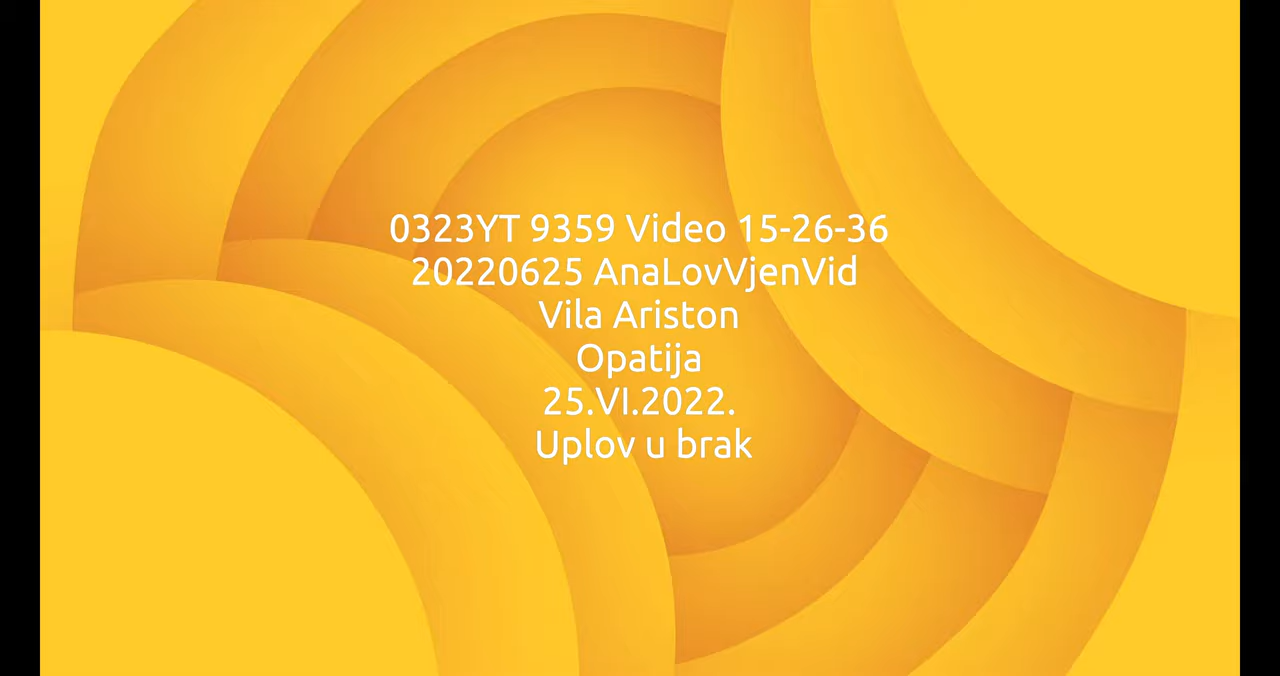 0323YT 9359 Video 15-26-36
20220625 AnaLovVjenVid
Vila Ariston
Opatija
25.VI.2022.
Uplov u brak